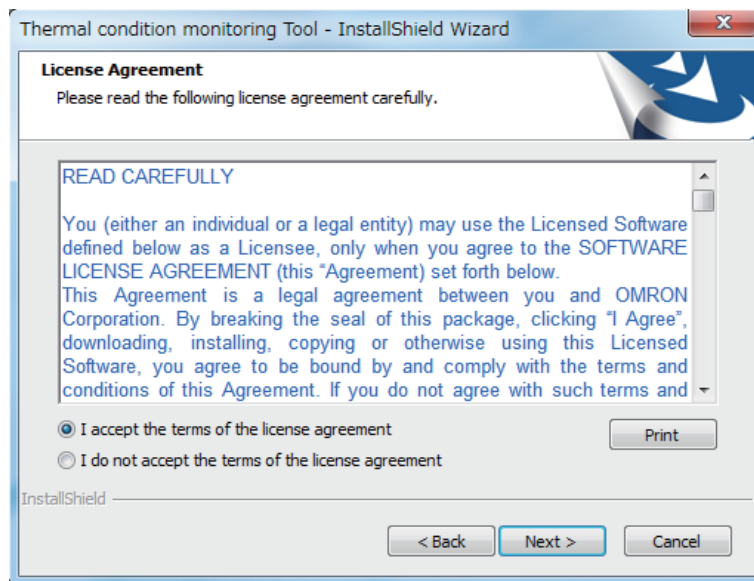 Thermal condition monitoring Tool - InstallShield Wizard
License Agreement
Please read the following license agreement carefully.
READ CAREFULLY
You (either an individual or a legal entity) may use the Licensed Software
defined below as a Licensee, only when you agree to the SOFTWARE
LICENSE AGREEMENT (this “Agreement) set forth below.
This Agreement is a legal agreement between you and OMRON
Corporation. By breaking the seal of this package, clicking “I Agree”,
downloading, installing, copying or otherwise using this Licensed
Software, you agree to be bound by and comply with the terms and
conditions of this Agreement. If you do not agree with such terms and
I accept the terms of the license agreement
Print
I do not accept the terms of the license agreement
InstallShield
< Back
Next >
Cancel